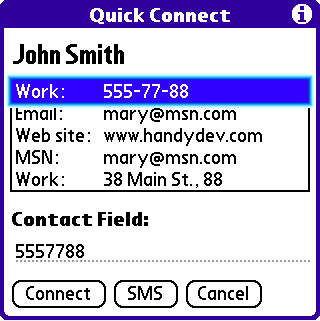 Quick Connect i
John Smith
Work: 555-77-88
Email: mary@msn.com
Web site: www.handydev.com
MSN: mary@msn.com
Work: 38 Main St., 88
Contact Field:
5557788
Connect SMS Cancel